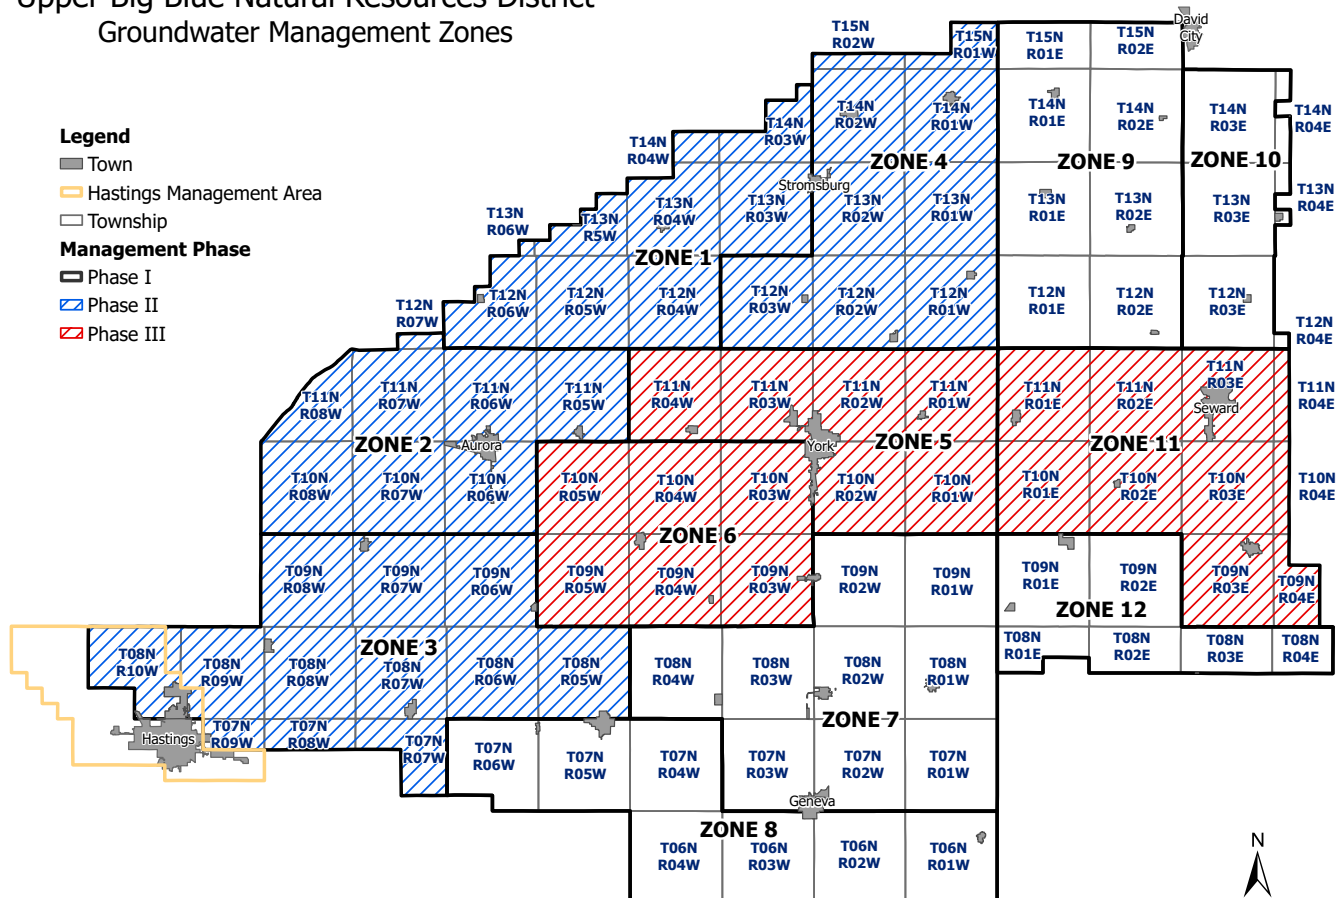 Upper Big Blue Natural Resources District
Groundwater Management Zones
Legend
Town
Hastings Management Area
Township
Management Phase
Phase I
Phase II
Phase III
David
City
T15N
R02W
T15N
R01W
T15N
R01E
T15N
R02E
T14N
R04W
T14N
R03W
T14N
R02W
T14N
R01W
T14N
R01E
T14N
R02E
T14N
R03E
T14N
R04E
ZONE 4
ZONE 9
ZONE 10
Stromsburg
T13N
R06W
T13N
R5W
T13N
R04W
T13N
R03W
T13N
R02W
T13N
R01W
T13N
R01E
T13N
R02E
T13N
R03E
T13N
R04E
ZONE 1
T12N
R07W
T12N
R06W
T12N
R05W
T12N
R04W
T12N
R03W
T12N
R02W
T12N
R01W
T12N
R01E
T12N
R02E
T12N
R03E
T12N
R04E
T11N
R08W
T11N
R07W
T11N
R06W
T11N
R05W
T11N
R04W
T11N
R03W
T11N
R02W
T11N
R01W
T11N
R01E
T11N
R02E
T11N
R03E
T11N
R04E
Seward
ZONE 2
Aurora
York
ZONE 5
ZONE 11
T10N
R08W
T10N
R07W
T10N
R06W
T10N
R05W
T10N
R04W
T10N
R03W
T10N
R02W
T10N
R01W
T10N
R01E
T10N
R02E
T10N
R03E
T10N
R04E
ZONE 6
T09N
R08W
T09N
R07W
T09N
R06W
T09N
R05W
T09N
R04W
T09N
R03W
T09N
R02W
T09N
R01W
T09N
R01E
T09N
R02E
T09N
R03E
T09N
R04E
ZONE 12
ZONE 3
T08N
R10W
T08N
R09W
T08N
R08W
T08N
R07W
T08N
R06W
T08N
R05W
T08N
R04W
T08N
R03W
T08N
R02W
T08N
R01W
T08N
R01E
T08N
R02E
T08N
R03E
T08N
R04E
ZONE 7
Hastings
T07N
R09W
T07N
R08W
T07N
R07W
T07N
R06W
T07N
R05W
T07N
R04W
T07N
R03W
T07N
R02W
T07N
R01W
Geneva
ZONE 8
T06N
R04W
T06N
R03W
T06N
R02W
T06N
R01W
N